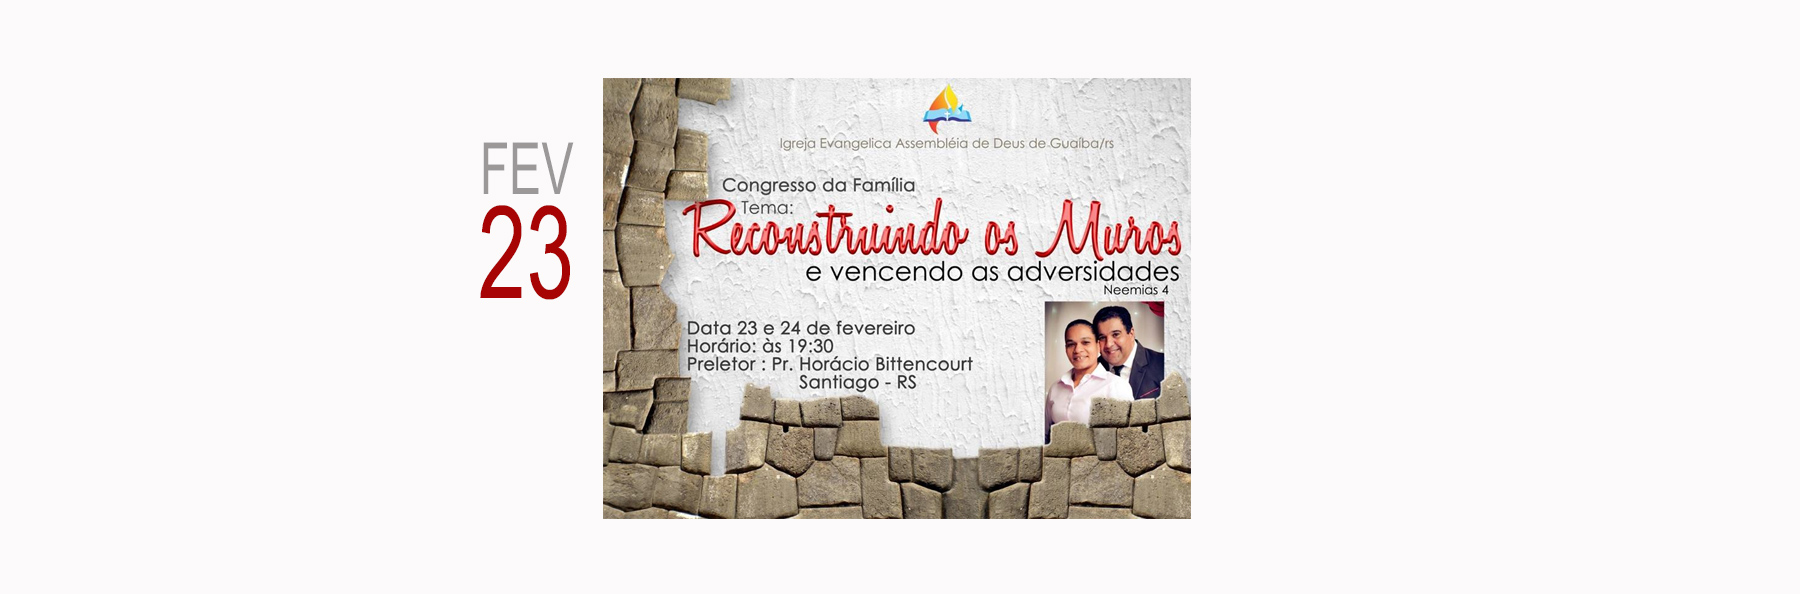 FEV
23
Igreja Evangelica Assembléia de Deus de Guaíba/rs
Congresso da Família
Tema:
Reconstruindo os Muros
e vencendo as adversidades
Neemias 4
Data 23 e 24 de fevereiro
Horário: às 19:30
Preletor : Pr. Horácio Bittencourt
Santiago - RS